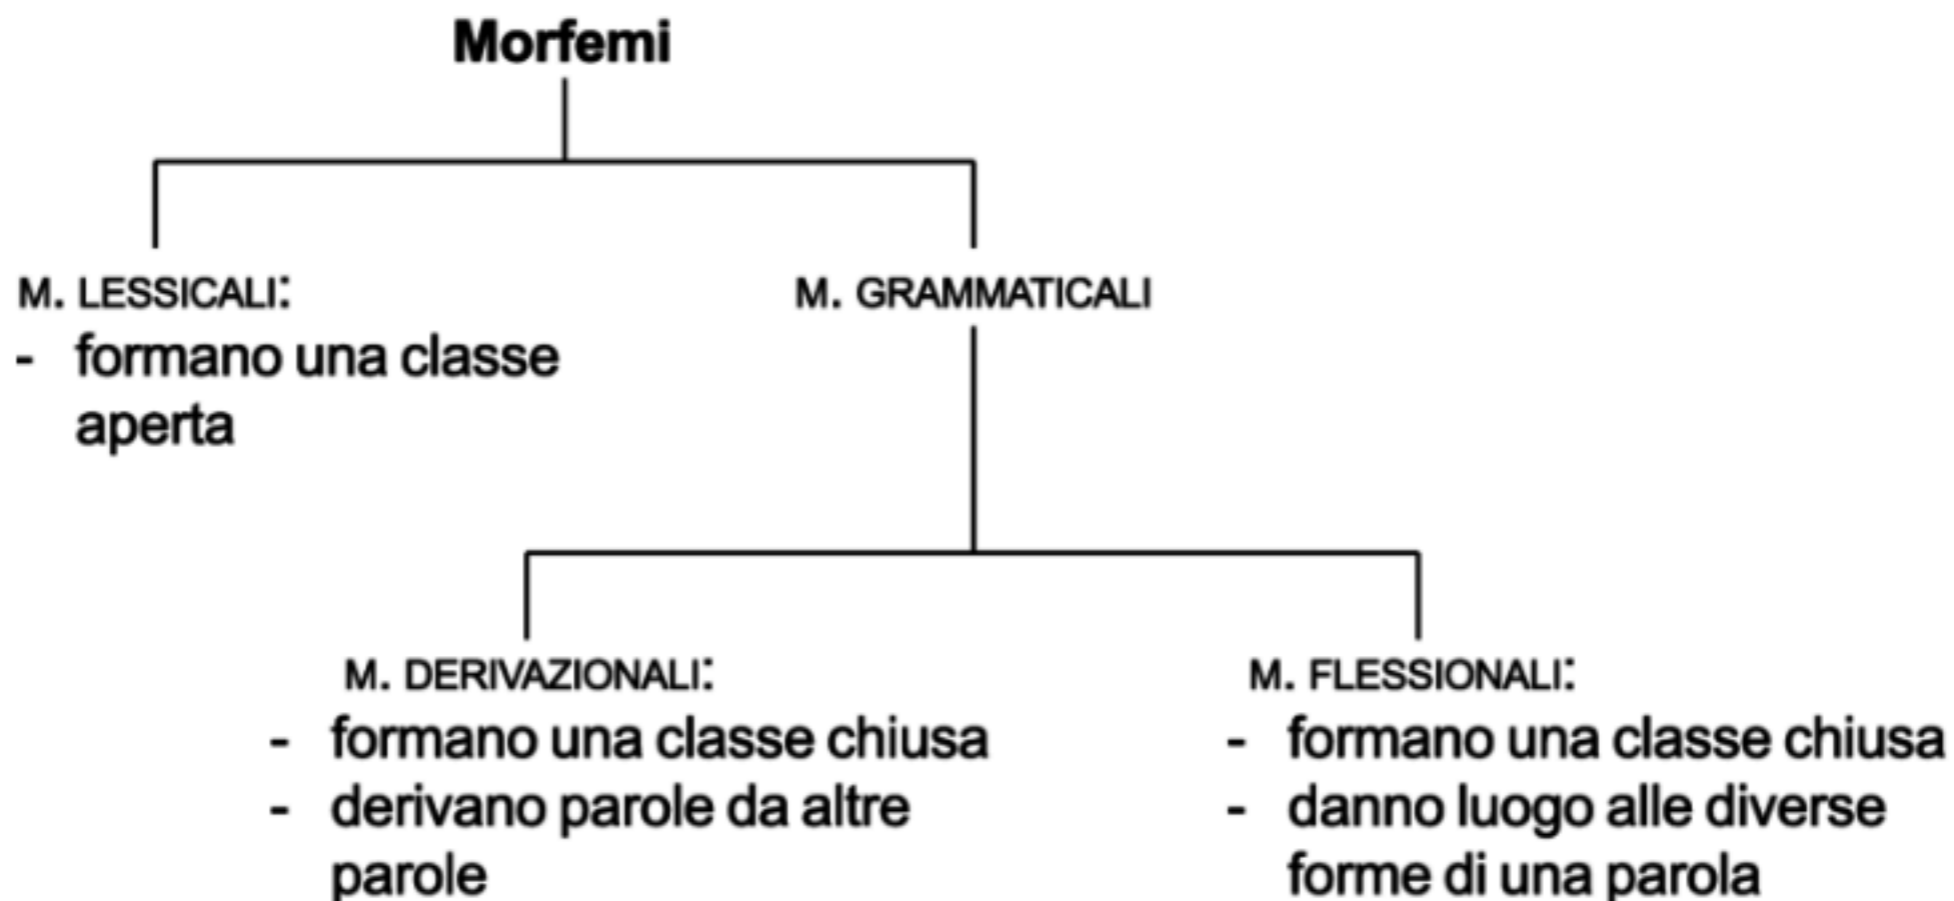 Morfemi
M. LESSICALI:
- formano una classe
aperta
M. GRAMMATICALI
M. DERIVAZIONALI:
- formano una classe chiusa
- derivano parole da altre
parole
M. FLESSIONALI:
- formano una classe chiusa
- danno luogo alle diverse
forme di una parola